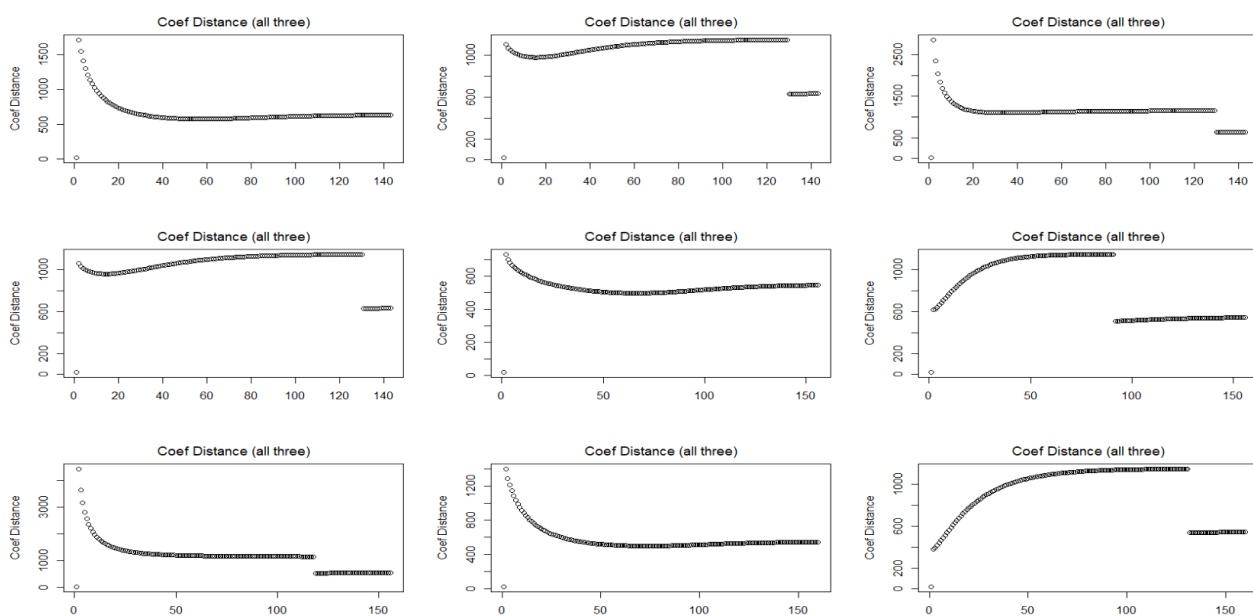 Coef Distance (all three) Coef Distance (all three) Coef Distance (all three)
Coef Distance Coef Distance Coef Distance
0 500 1000 1500 0 200 600 1000 0 500 1500 2500
0 20 40 60 80 100 120 140 0 20 40 60 80 100 120 140 0 20 40 60 80 100 120 140
Coef Distance (all three) Coef Distance (all three) Coef Distance (all three)
Coef Distance Coef Distance Coef Distance
0 200 600 1000 0 200 400 600 0 200 600 1000
0 20 40 60 80 100 120 140 0 50 100 150 0 50 100 150
Coef Distance (all three) Coef Distance (all three) Coef Distance (all three)
Coef Distance Coef Distance Coef Distance
0 1000 3000 0 400 800 1200 0 200 600 1000
0 50 100 150 0 50 100 150 0 50 100 150